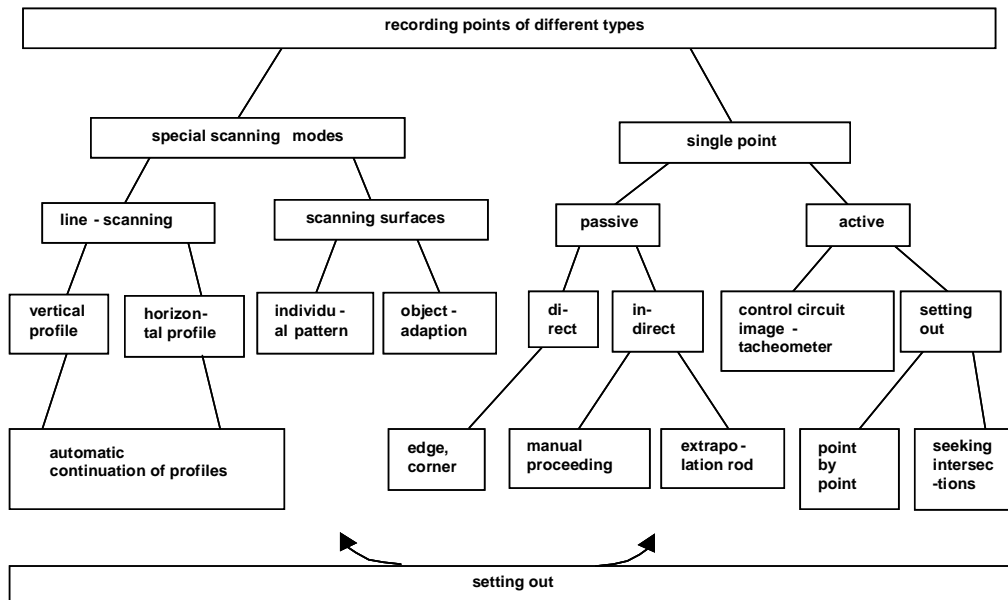 recording points of different types
special scanning modes
single point
line - scanning
scanning surfaces
passive
active
vertical
profile
horizon-
tal profile
individu -
al pattern
object -
adaption
di-
rect
in-
direct
control circuit
image -
tacheometer
setting
out
automatic
continuation of profiles
edge,
corner
manual
proceeding
extrapo -
lation rod
point
by
point
seeking
intersec
-tions
setting out